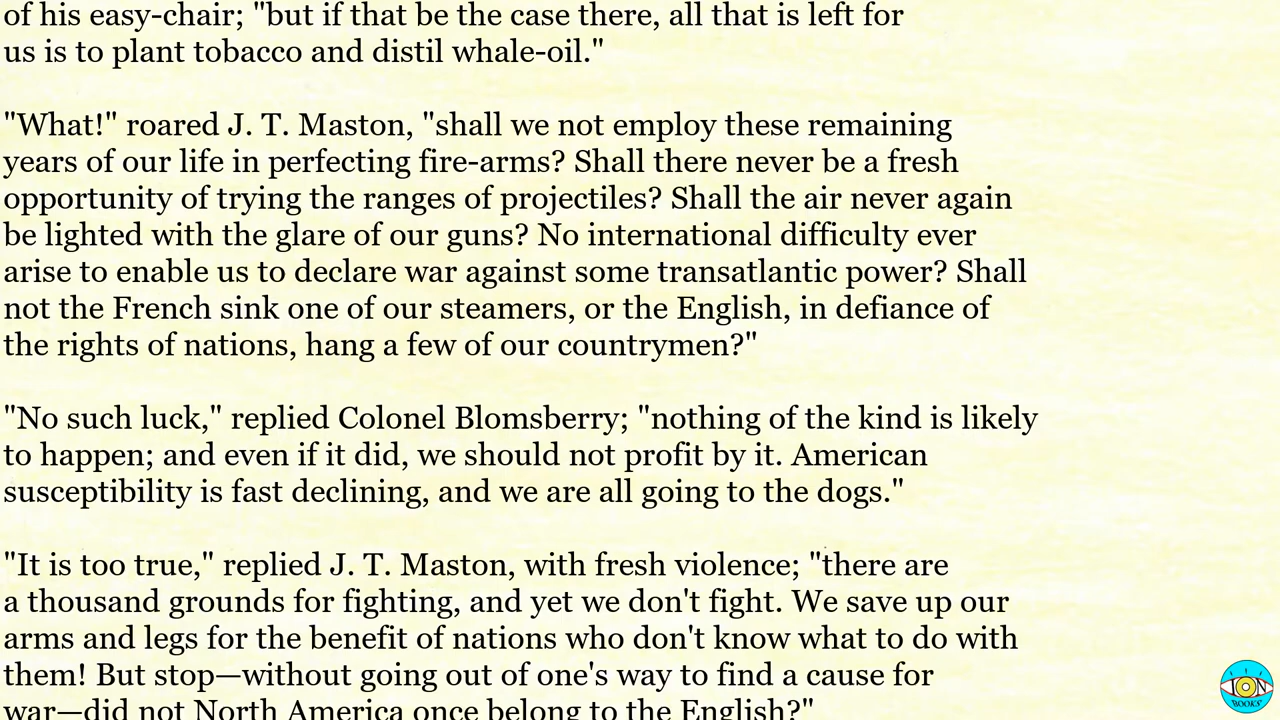 of his easy-chair; "but if that be the case there, all that is left for
us is to plant tobacco and distil whale-oil."
"What!" roared J. T. Maston, "shall we not employ these remaining
years of our life in perfecting fire-arms? Shall there never be a fresh
opportunity of trying the ranges of projectiles? Shall the air never again
be lighted with the glare of our guns? No international difficulty ever
arise to enable us to declare war against some transatlantic power? Shall
not the French sink one of our steamers, or the English, in defiance of
the rights of nations, hang a few of our countrymen?"
"No such luck," replied Colonel Blomsberry; "nothing of the kind is likely
to happen; and even if it did, we should not profit by it. American
susceptibility is fast declining, and we are all going to the dogs."
"It is too true," replied J. T. Maston, with fresh violence; "there are
a thousand grounds for fighting, and yet we don't fight. We save up our
arms and legs for the benefit of nations who don't know what to do with
them! But stop—without going out of one's way to find a cause for
war—did not North America once belong to the English?"
ION
BOOKS